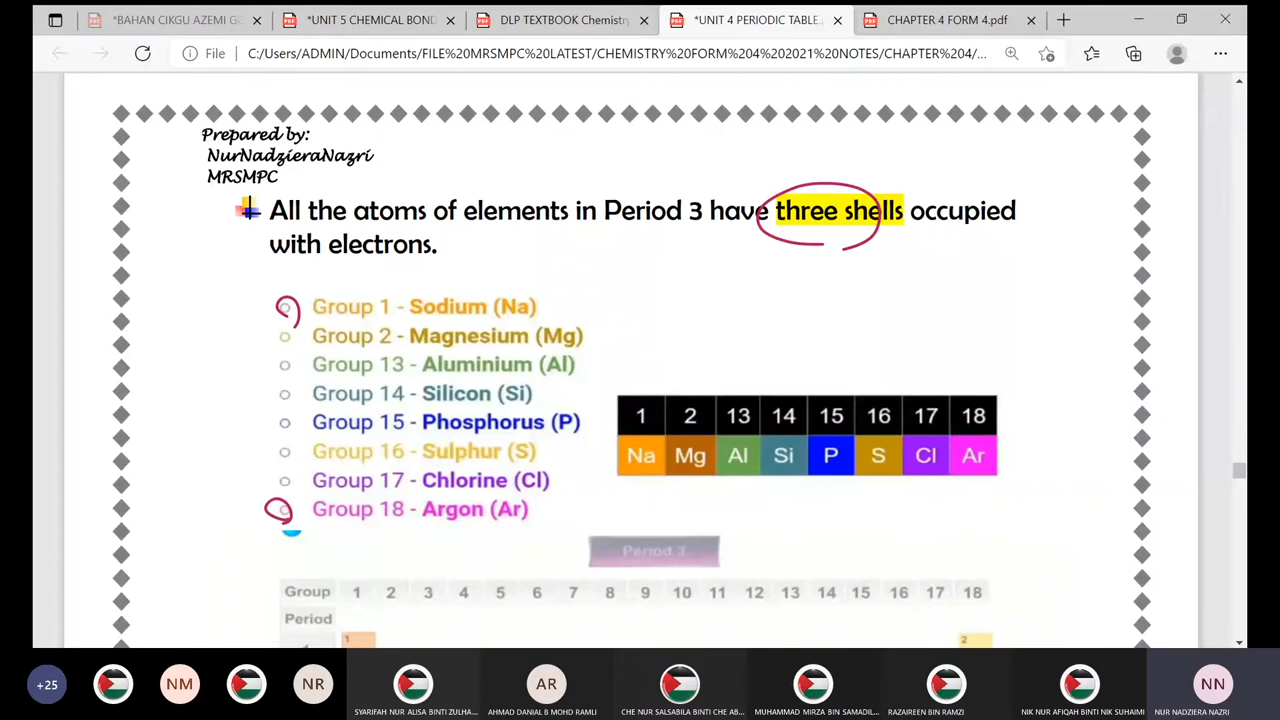 *BAHAN CIKGU AZEMI G
*UNIT 5 CHEMICAL BOND
DLP TEXTBOOK Chemistry
*UNIT 4 PERIODIC TABLE.
CHAPTER 4 FORM 4.pdf
File
C:/Users/ADMIN/Documents/FILE%20MRSMPC%20LATEST/CHEMISTRY%20FORM%204%202021%20NOTES/CHAPTER%204/...
Prepared by:
NurNadzieraNazri
MRSMPC
All the atoms of elements in Period 3 have three shells occupied
with electrons.
Group 1 - Sodium (Na)
Group 2 - Magnesium (Mg)
Group 13 - Aluminium (Al)
Group 14 - Silicon (Si)
Group 15 - Phosphorus (P)
Group 16 - Sulphur (S)
Group 17 - Chlorine (Cl)
Group 18 - Argon (Ar)
1 2 13 14 15 16 17 18
Na Mg Al Si P S Cl Ar
Period 3
Group 1 2 3 4 5 6 7 8 9 10 11 12 13 14 15 16 17 18
Period
1 2
+25
NM
NR
AR
NN
SYARIFAH NUR ALISA BINTI ZULHA...
AHMAD DANIAL B MOHD RAMLI
CHE NUR SALSABILA BINTI CHE AB...
MUHAMMAD MIRZA BIN SAMADIL...
RAZAIREEN BIN RAMZI
NIK NUR AFIQAH BINTI NIK SUHAIMI
NUR NADZIERA NAZRI